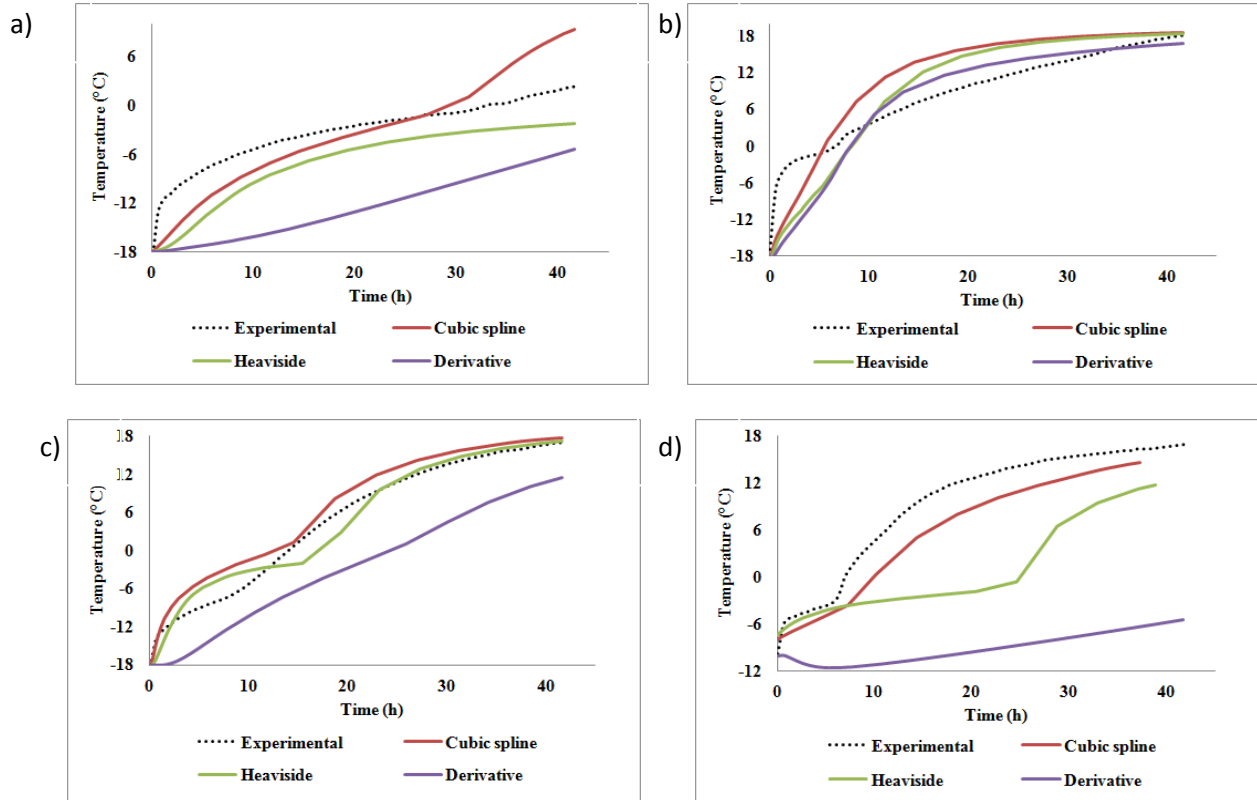 a)
6
0
-6
-12
-18
Temperature (°C)
0 10 20 30 40
Time (h)
Experimental Cubic spline
Heaviside Derivative
b)
18
12
6
0
-6
-12
-18
Temperature (°C)
0 10 20 30 40
Time (h)
Experimental Cubic spline
Heaviside Derivative
c)
18
12
6
0
-6
-12
-18
Temperature (°C)
0 10 20 30 40
Time (h)
Experimental Cubic spline
Heaviside Derivative
d)
18
12
6
0
-6
-12
Temperature (°C)
0 10 20 30 40
Time (h)
Experimental Cubic spline
Heaviside Derivative